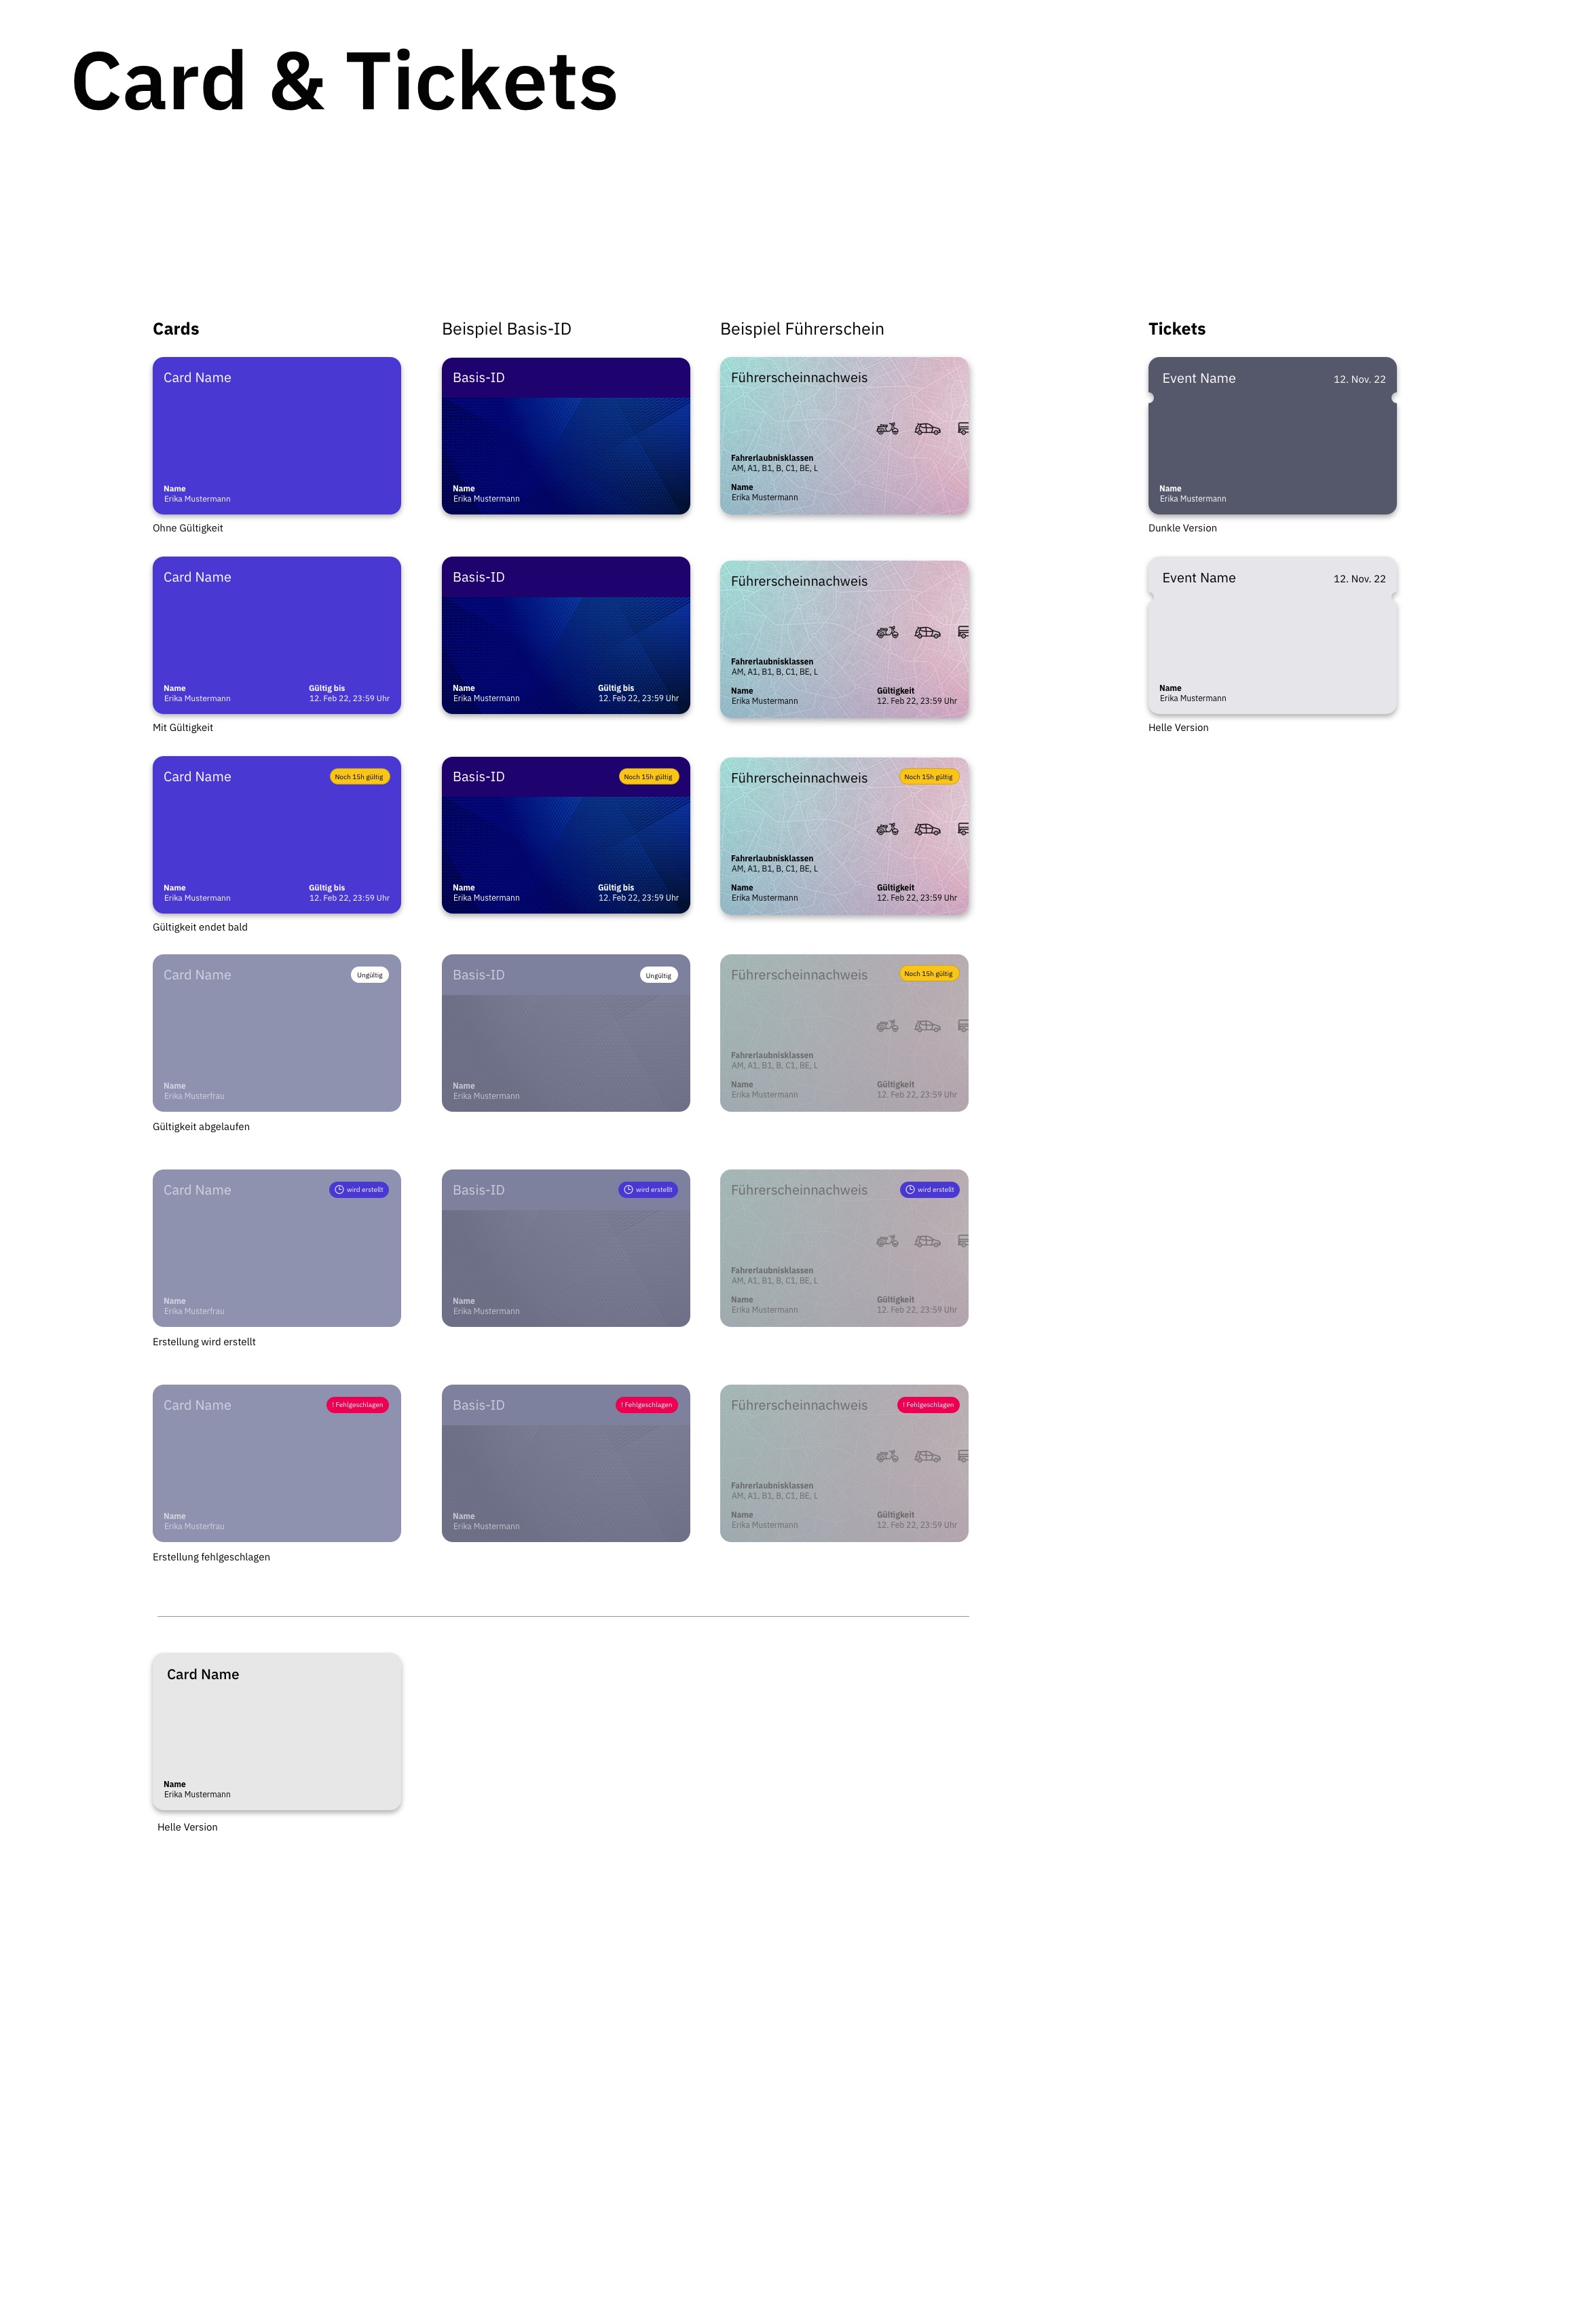 Card & Tickets
Cards
Beispiel Basis-ID
Beispiel Führerschein
Tickets
Card Name
Name
Erika Mustermann
Ohne Gültigkeit
Basis-ID
Name
Erika Mustermann
Führerscheinnachweis
Fahrerlaubnisklassen
AM, A1, B1, B, C1, BE, L
Name
Erika Mustermann
Event Name 12. Nov. 22
Name
Erika Mustermann
Dunkle Version
Card Name
Name Gültig bis
Erika Mustermann 12. Feb 22, 23:59 Uhr
Mit Gültigkeit
Basis-ID
Name Gültig bis
Erika Mustermann 12. Feb 22, 23:59 Uhr
Führerscheinnachweis
Fahrerlaubnisklassen
AM, A1, B1, B, C1, BE, L
Name Gültigkeit
Erika Mustermann 12. Feb 22, 23:59 Uhr
Event Name 12. Nov. 22
Name
Erika Mustermann
Helle Version
Card Name Noch 15h gültig
Name Gültig bis
Erika Mustermann 12. Feb 22, 23:59 Uhr
Gültigkeit endet bald
Basis-ID Noch 15h gültig
Name Gültig bis
Erika Mustermann 12. Feb 22, 23:59 Uhr
Führerscheinnachweis Noch 15h gültig
Fahrerlaubnisklassen
AM, A1, B1, B, C1, BE, L
Name Gültigkeit
Erika Mustermann 12. Feb 22, 23:59 Uhr
Card Name Ungültig
Name
Erika Musterfrau
Gültigkeit abgelaufen
Basis-ID Ungültig
Name
Erika Mustermann
Führerscheinnachweis Noch 15h gültig
Fahrerlaubnisklassen
AM, A1, B1, B, C1, BE, L
Name Gültigkeit
Erika Mustermann 12. Feb 22, 23:59 Uhr
Card Name wird erstellt
Name
Erika Musterfrau
Erstellung wird erstellt
Basis-ID wird erstellt
Name
Erika Mustermann
Führerscheinnachweis wird erstellt
Fahrerlaubnisklassen
AM, A1, B1, B, C1, BE, L
Name Gültigkeit
Erika Mustermann 12. Feb 22, 23:59 Uhr
Card Name ! Fehlgeschlagen
Name
Erika Musterfrau
Erstellung fehlgeschlagen
Basis-ID ! Fehlgeschlagen
Name
Erika Mustermann
Führerscheinnachweis ! Fehlgeschlagen
Fahrerlaubnisklassen
AM, A1, B1, B, C1, BE, L
Name Gültigkeit
Erika Mustermann 12. Feb 22, 23:59 Uhr
Card Name
Name
Erika Mustermann
Helle Version